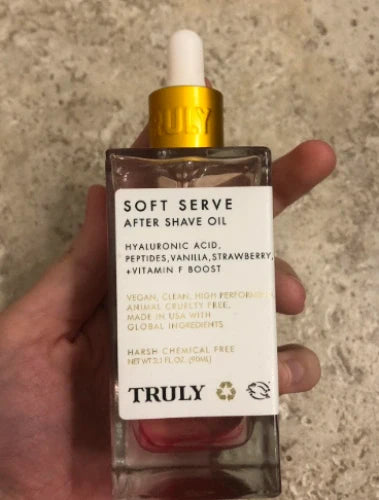 TRULY
SOFT SERVE
AFTER SHAVE OIL
HYALURONIC ACID,
PEPTIDES, VANILLA, STRAWBERRY,
+VITAMIN F BOOST
VEGAN, CLEAN, HIGH PERFORM
ANIMAL CRUELTY FREE,
MADE IN USA WITH
GLOBAL INGREDIENTS
HARSH CHEMICAL FREE
NET WT 3.1 FL. OZ. (90ML)
TRULY